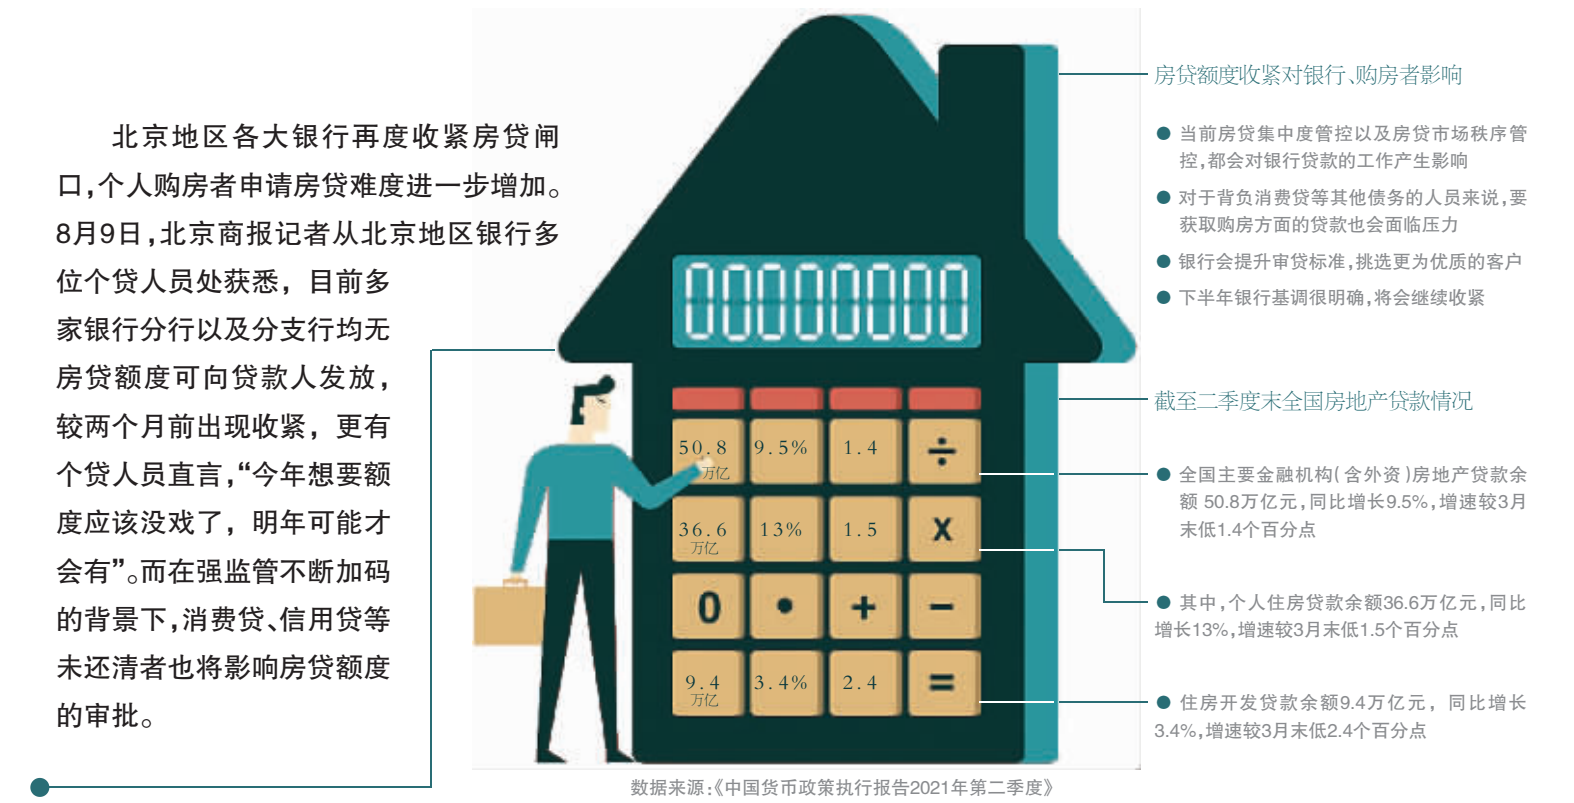 北京地区各大银行再度收紧房贷闸
口,个人购房者申请房贷难度进一步增加。
8月9日,北京商报记者从北京地区银行多
位个贷人员处获悉，目前多
家银行分行以及分支行均无
房贷额度可向贷款人发放，
较两个月前出现收紧，更有
个贷人员直言,“今年想要额
度应该没戏了，明年可能才
会有”。而在强监管不断加码
的背景下,消费贷、信用贷等
未还清者也将影响房贷额度
的审批。
00000000
50.8
万亿
9.5%
1.4
÷
36.6
万亿
13%
1.5
X
0
•
+
−
9.4
万亿
3.4%
2.4
=
房贷额度收紧对银行、购房者影响
● 当前房贷集中度管控以及房贷市场秩序管
控,都会对银行贷款的工作产生影响
● 对于背负消费贷等其他债务的人员来说,要
获取购房方面的贷款也会面临压力
● 银行会提升审贷标准,挑选更为优质的客户
● 下半年银行基调很明确,将会继续收紧
截至二季度末全国房地产贷款情况
● 全国主要金融机构(含外资)房地产贷款余
额 50.8万亿元,同比增长9.5%,增速较3月
末低1.4个百分点
● 其中,个人住房贷款余额36.6万亿元,同比
增长13%,增速较3月末低1.5个百分点
● 住房开发贷款余额9.4万亿元，同比增长
3.4%,增速较3月末低2.4个百分点
数据来源:《中国货币政策执行报告2021年第二季度》